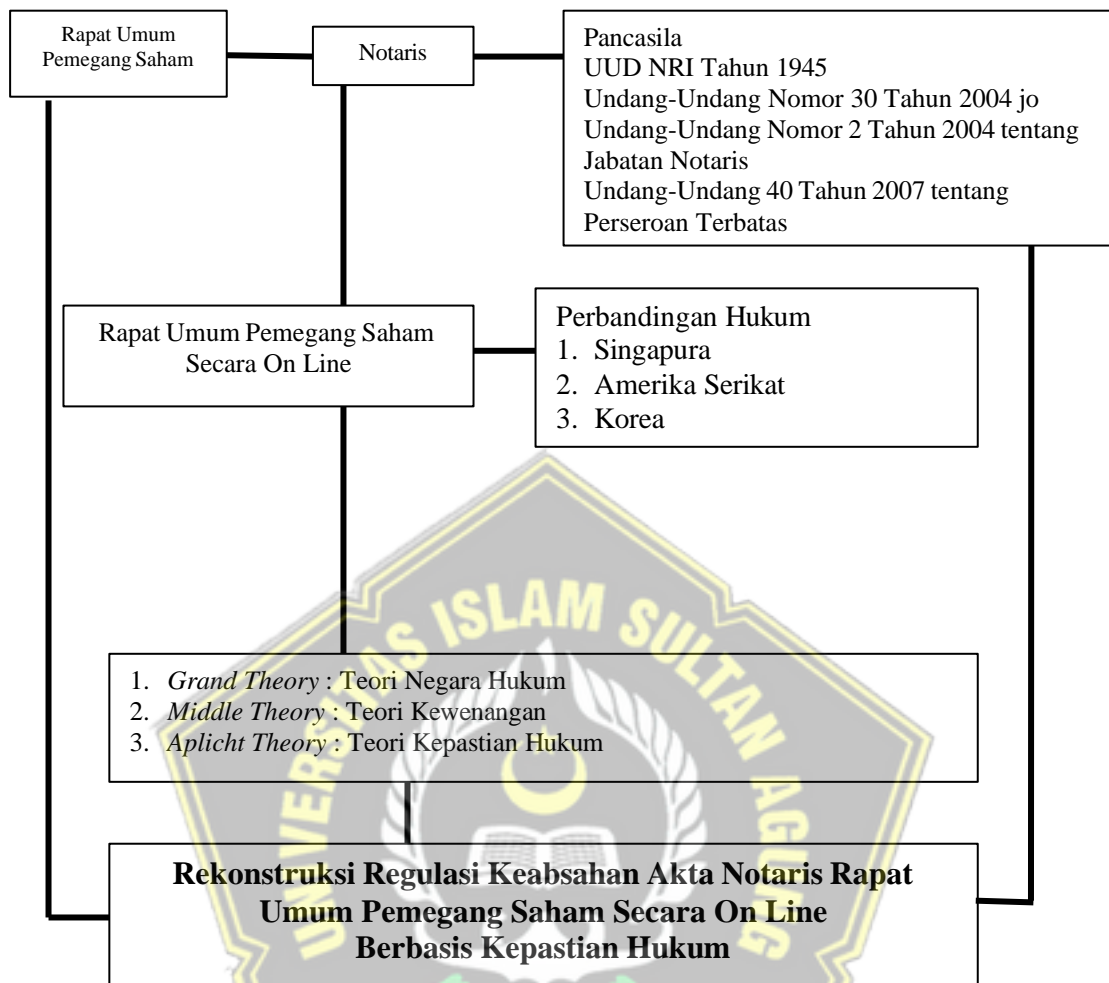 Rapat Umum
Pemegang Saham
Notaris
Pancasila
UUD NRI Tahun 1945
Undang-Undang Nomor 30 Tahun 2004 jo
Undang-Undang Nomor 2 Tahun 2004 tentang
Jabatan Notaris
Undang-Undang 40 Tahun 2007 tentang
Perseroan Terbatas
Rapat Umum Pemegang Saham
Secara On Line
Perbandingan Hukum
1. Singapura
2. Amerika Serikat
3. Korea
UNIVERSITAS ISLAM SULTAN AGUNG
1. Grand Theory : Teori Negara Hukum
2. Middle Theory : Teori Kewenangan
3. Aplicht Theory : Teori Kepastian Hukum
Rekonstruksi Regulasi Keabsahan Akta Notaris Rapat
Umum Pemegang Saham Secara On Line
Berbasis Kepastian Hukum